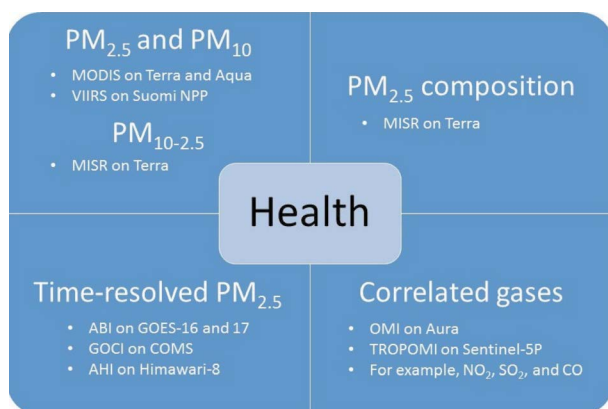 PM₂.₅ and PM₁₀
• MODIS on Terra and Aqua
• VIIRS on Suomi NPP
PM₁₀₋₂.₅
• MISR on Terra
PM₂.₅ composition
• MISR on Terra
Health
Time-resolved PM₂.₅
• ABI on GOES-16 and 17
• GOCI on COMS
• AHI on Himawari-8
Correlated gases
• OMI on Aura
• TROPOMI on Sentinel-5P
• For example, NO₂, SO₂, and CO